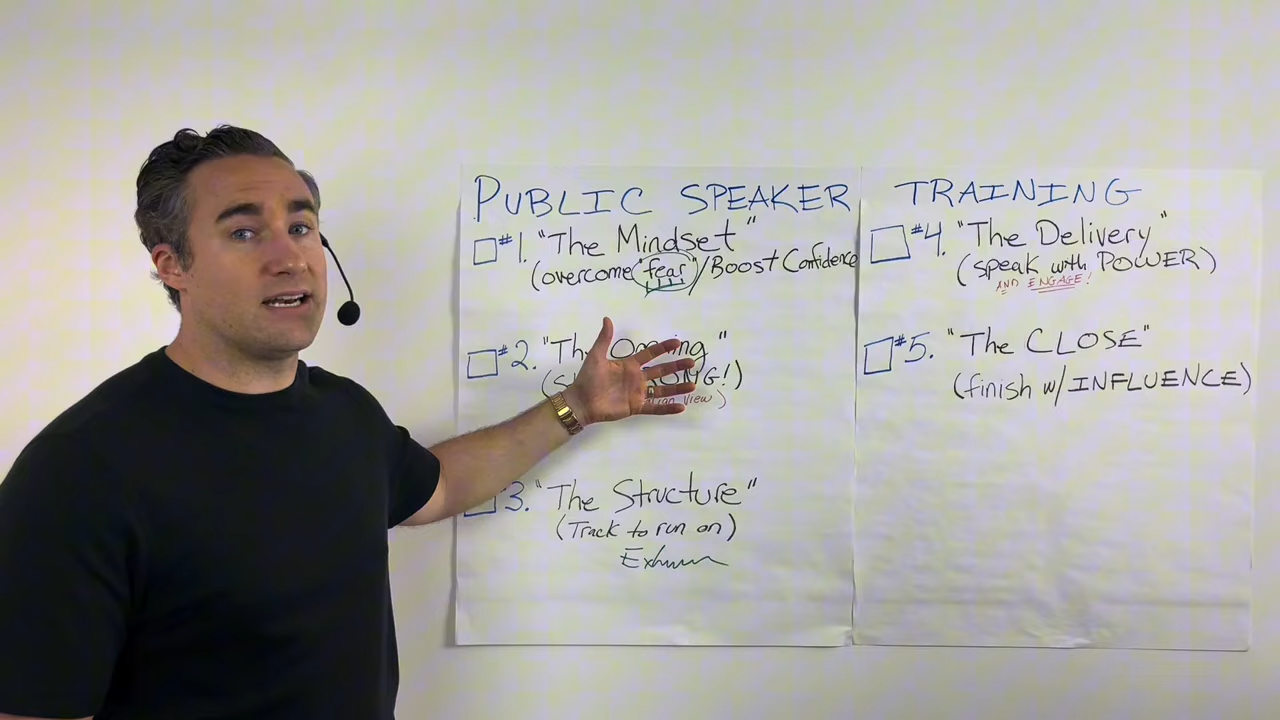 PUBLIC SPEAKER TRAINING
#1. "The Mindset"
(overcome "fear"/Boost Confidence
#2. "The "
( !)
View)
#3. "The Structure"
(Track to run on)
#4. "The Delivery"
(speak with POWER)
AND ENGAGE!
#5. "The CLOSE"
(finish w/INFLUENCE)